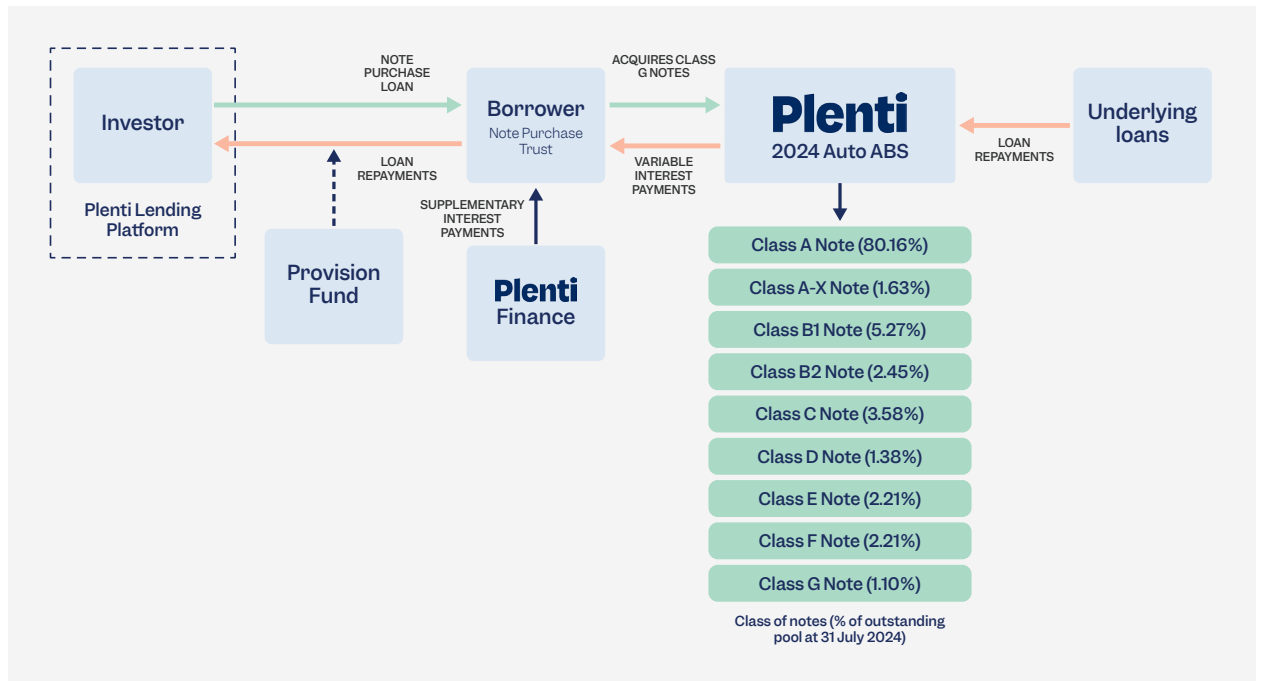 NOTE
PURCHASE
LOAN
ACQUIRES CLASS
G NOTES
Investor
Borrower
Note Purchase
Trust
Plenti
2024 Auto ABS
Underlying
loans
LOAN
REPAYMENTS
VARIABLE
INTEREST
PAYMENTS
LOAN
REPAYMENTS
Plenti Lending
Platform
SUPPLEMENTARY
INTEREST
PAYMENTS
Provision
Fund
Plenti
Finance
Class A Note (80.16%)
Class A-X Note (1.63%)
Class B1 Note (5.27%)
Class B2 Note (2.45%)
Class C Note (3.58%)
Class D Note (1.38%)
Class E Note (2.21%)
Class F Note (2.21%)
Class G Note (1.10%)
Class of notes (% of outstanding
pool at 31 July 2024)